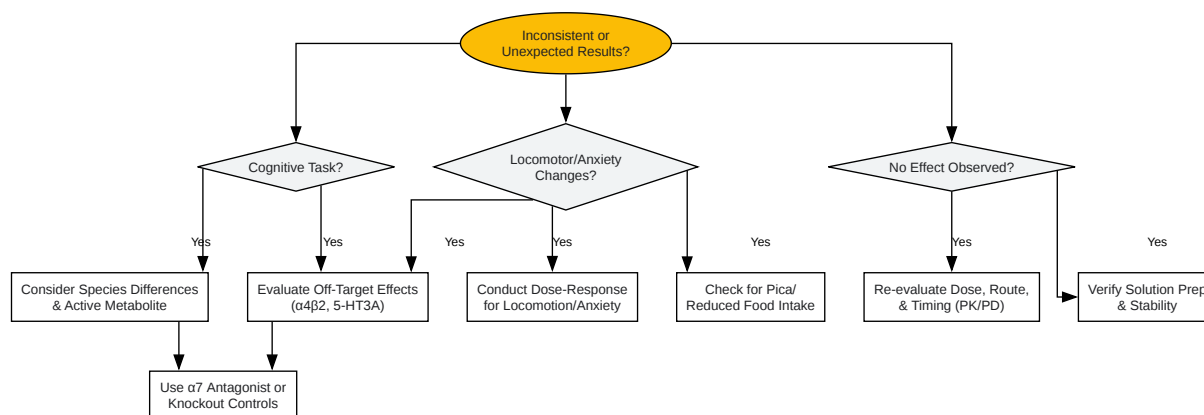 Inconsistent or
Unexpected Results?
Cognitive Task?
Locomotor/Anxiety
Changes?
No Effect Observed?
Yes
Yes
Yes
Yes
Yes
Yes
Yes
Consider Species Differences
& Active Metabolite
Evaluate Off-Target Effects
(α4β2, 5-HT3A)
Conduct Dose-Response
for Locomotion/Anxiety
Check for Pica/
Reduced Food Intake
Re-evaluate Dose, Route,
& Timing (PK/PD)
Verify Solution Prep
& Stability
Use α7 Antagonist or
Knockout Controls